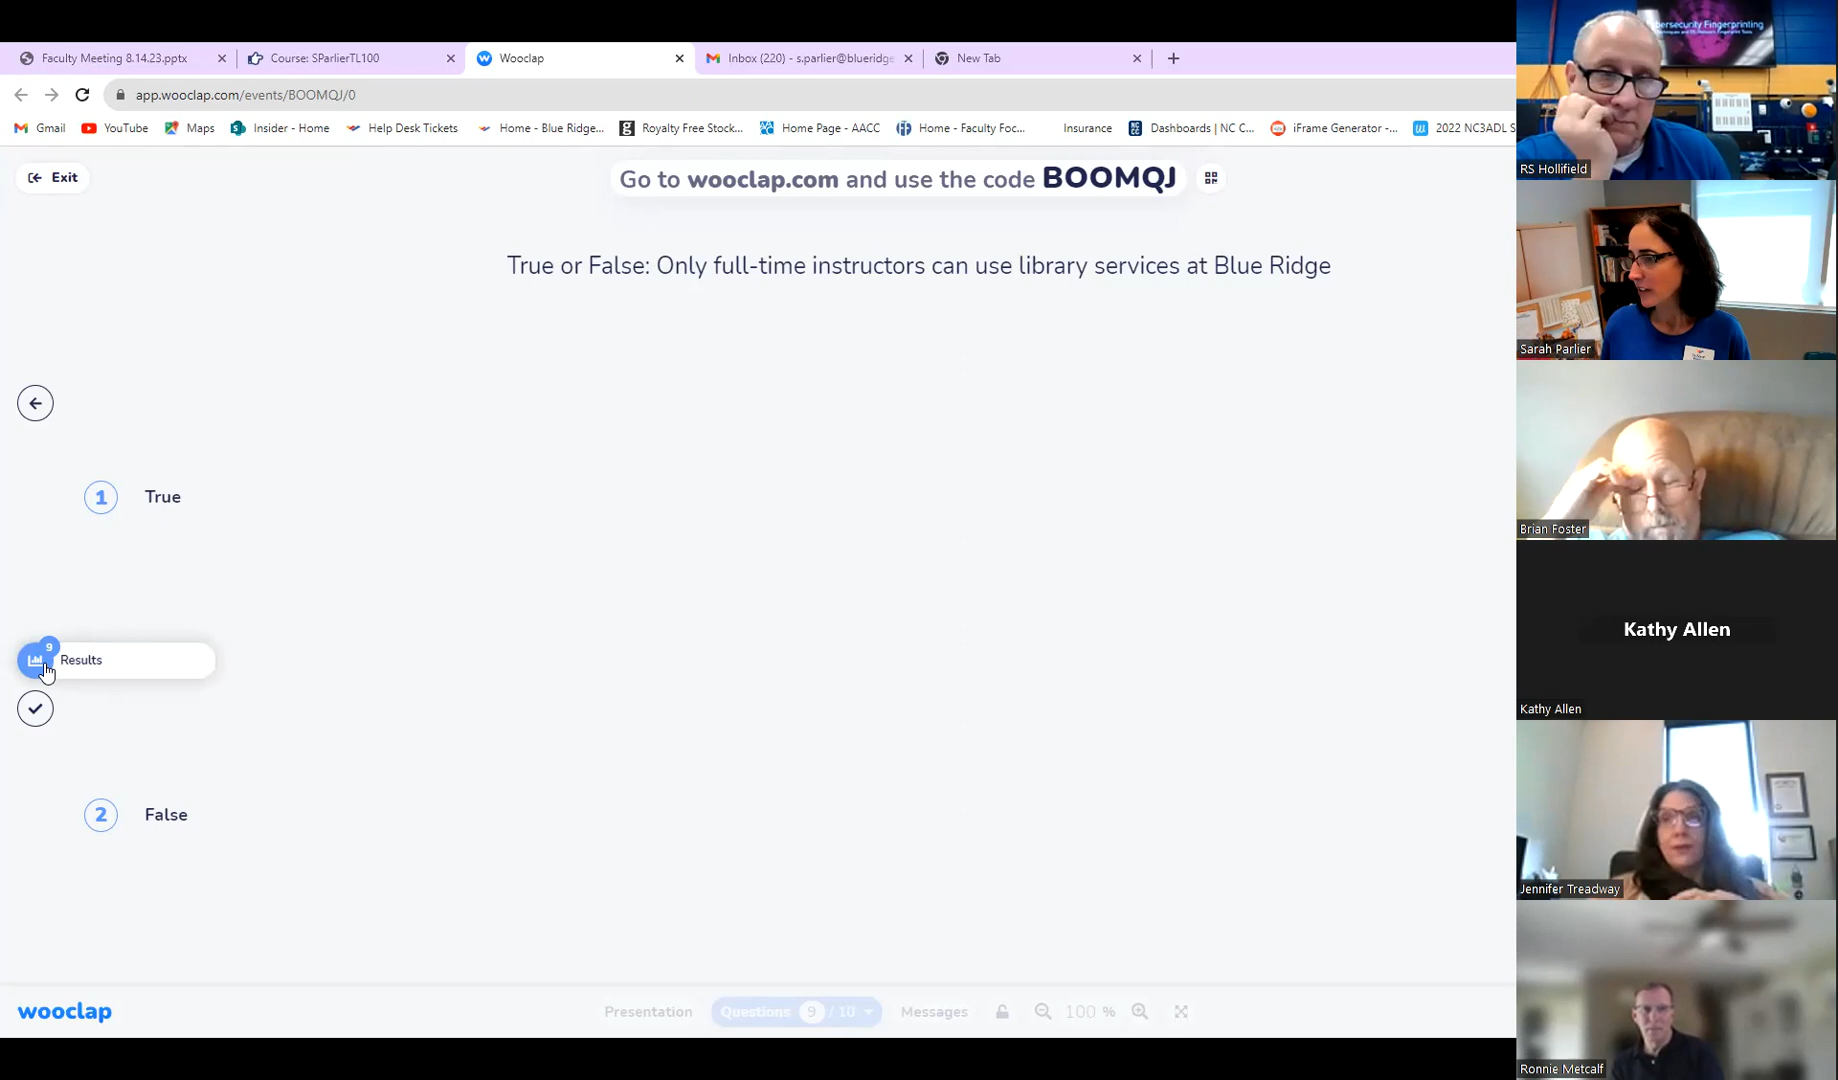 Faculty Meeting 8.14.23.pptx
Course: SParlierTL100
Wooclap
Inbox (220) - s.parlier@blueridge
New Tab
app.wooclap.com/events/BOOMQJ/0
Gmail
YouTube
Maps
Insider - Home
Help Desk Tickets
Home - Blue Ridge...
Royalty Free Stock...
Home Page - AACC
Home - Faculty Foc...
Insurance
Dashboards | NC C...
iFrame Generator -...
2022 NC3ADL S
Exit
Go to wooclap.com and use the code BOOMQJ
True or False: Only full-time instructors can use library services at Blue Ridge
1 True
9
Results
2 False
wooclap
Presentation
Questions 9 / 10
Messages
100 %
Cybersecurity Fingerprinting
RS Hollifield
Sarah Parlier
Brian Foster
Kathy Allen
Kathy Allen
Jennifer Treadway
Ronnie Metcalf